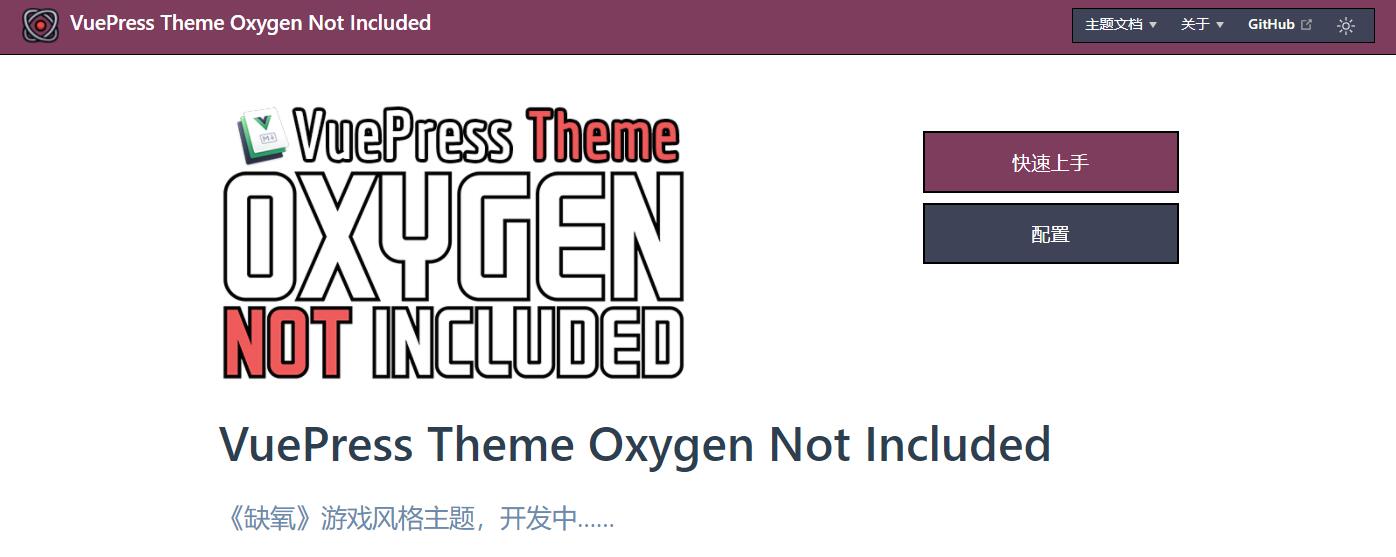 VuePress Theme Oxygen Not Included
主题文档 关于 GitHub
VuePress Theme
OXYGEN
NOT INCLUDED
快速上手
配置
VuePress Theme Oxygen Not Included
《缺氧》游戏风格主题，开发中......